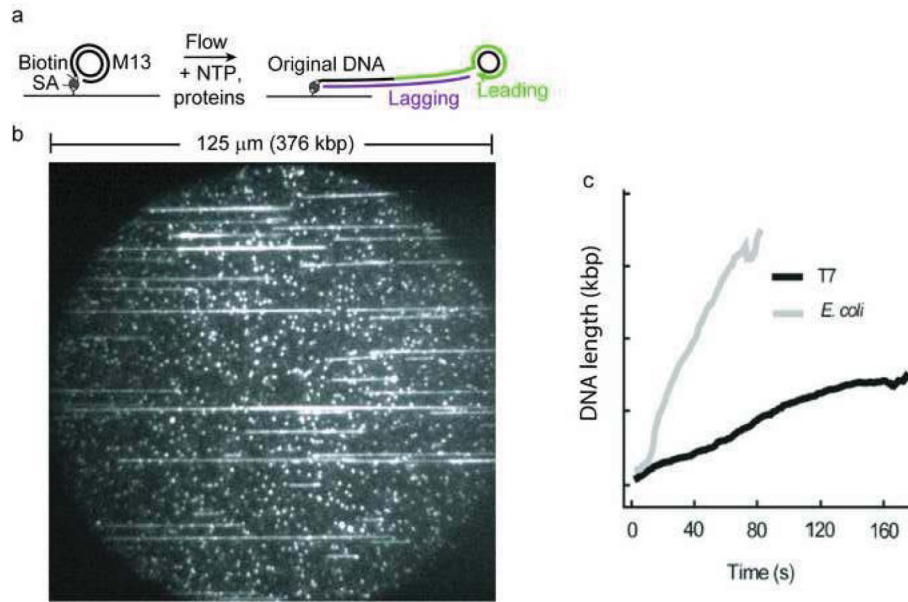 a
Flow
Biotin
M13
SA
+ NTP,
proteins
Original DNA
Lagging
Leading
b
125 μm (376 kbp)
c
DNA length (kbp)
T7
E. coli
0 40 80 120 160
Time (s)